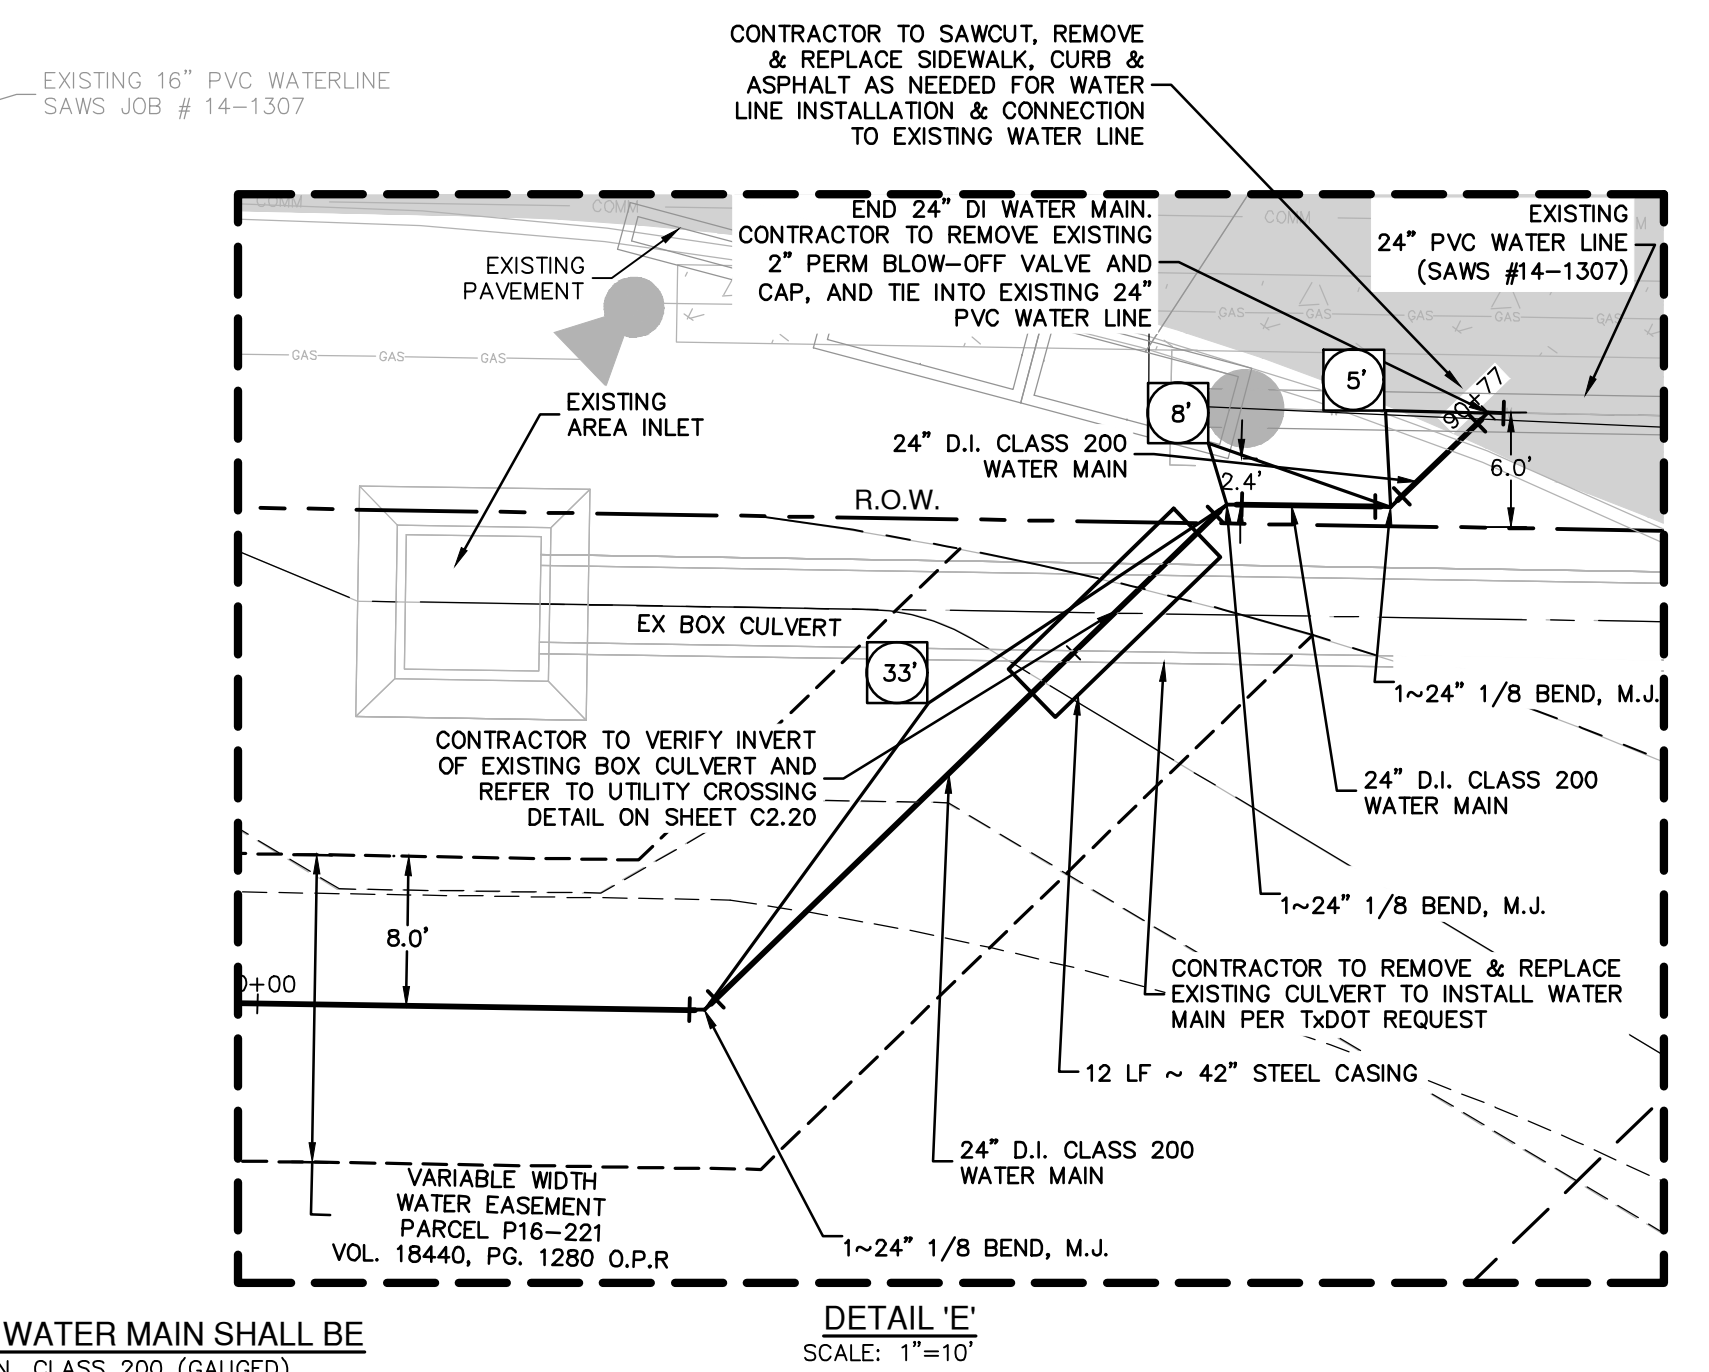 CONTRACTOR TO SAWCUT, REMOVE
& REPLACE SIDEWALK, CURB &
ASPHALT AS NEEDED FOR WATER
LINE INSTALLATION & CONNECTION
TO EXISTING WATER LINE
EXISTING 16" PVC WATERLINE
SAWS JOB # 14-1307
COMM
COMM
COMM
M
END 24" DI WATER MAIN.
CONTRACTOR TO REMOVE EXISTING
2" PERM BLOW-OFF VALVE AND
CAP, AND TIE INTO EXISTING 24"
PVC WATER LINE
EXISTING
24" PVC WATER LINE
(SAWS #14-1307)
EXISTING
PAVEMENT
GAS
GAS
GAS
GAS
GAS
GAS
GAS
GAS
5'
8'
90+77
EXISTING
AREA INLET
24" D.I. CLASS 200
WATER MAIN
6.0'
2.4'
R.O.W.
EX BOX CULVERT
33'
1~24" 1/8 BEND, M.J.
CONTRACTOR TO VERIFY INVERT
OF EXISTING BOX CULVERT AND
REFER TO UTILITY CROSSING
DETAIL ON SHEET C2.20
24" D.I. CLASS 200
WATER MAIN
1~24" 1/8 BEND, M.J.
8.0'
0+00
CONTRACTOR TO REMOVE & REPLACE
EXISTING CULVERT TO INSTALL WATER
MAIN PER TxDOT REQUEST
12 LF ~ 42" STEEL CASING
24" D.I. CLASS 200
WATER MAIN
VARIABLE WIDTH
WATER EASEMENT
PARCEL P16-221
VOL. 18440, PG. 1280 O.P.R
1~24" 1/8 BEND, M.J.
DETAIL 'E'
SCALE: 1"=10'
WATER MAIN SHALL BE
N, CLASS 200 (GAUGED)